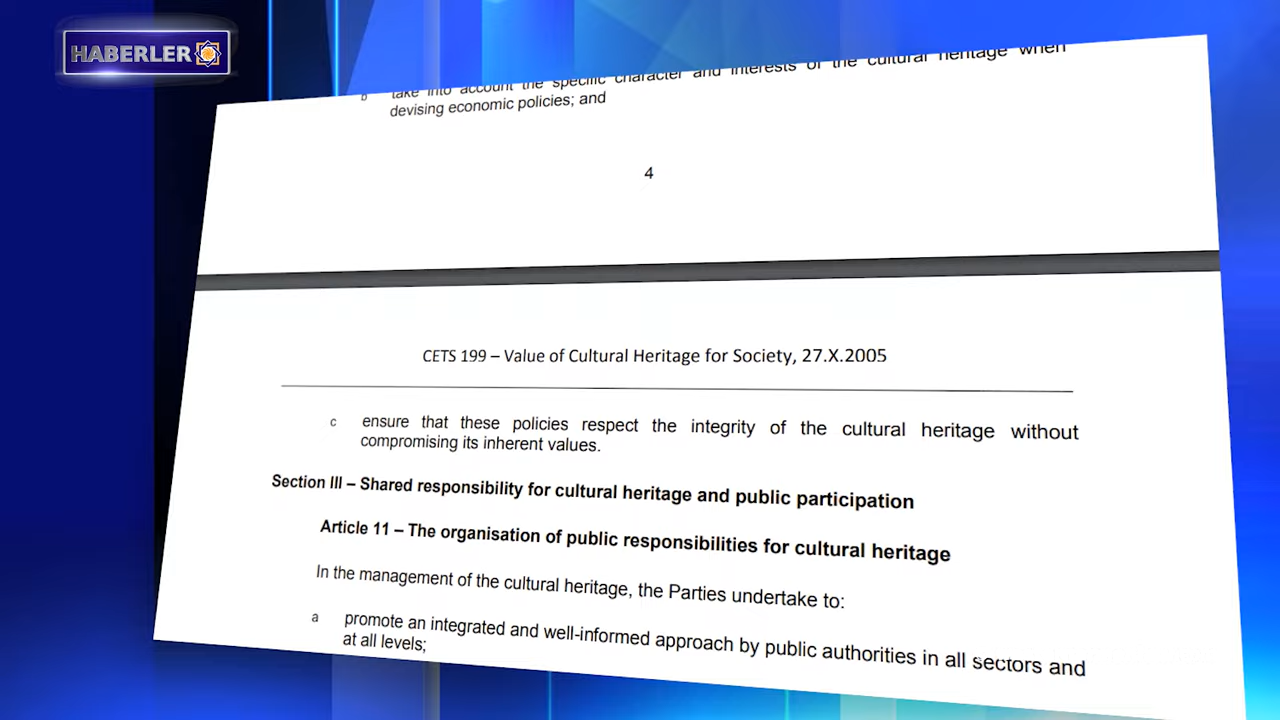 HABERLER
b take into account the specific character and interests of the cultural heritage when
devising economic policies; and
4
CETS 199 – Value of Cultural Heritage for Society, 27.X.2005
c ensure that these policies respect the integrity of the cultural heritage without
compromising its inherent values.
Section III – Shared responsibility for cultural heritage and public participation
Article 11 – The organisation of public responsibilities for cultural heritage
In the management of the cultural heritage, the Parties undertake to:
a promote an integrated and well-informed approach by public authorities in all sectors and
at all levels;